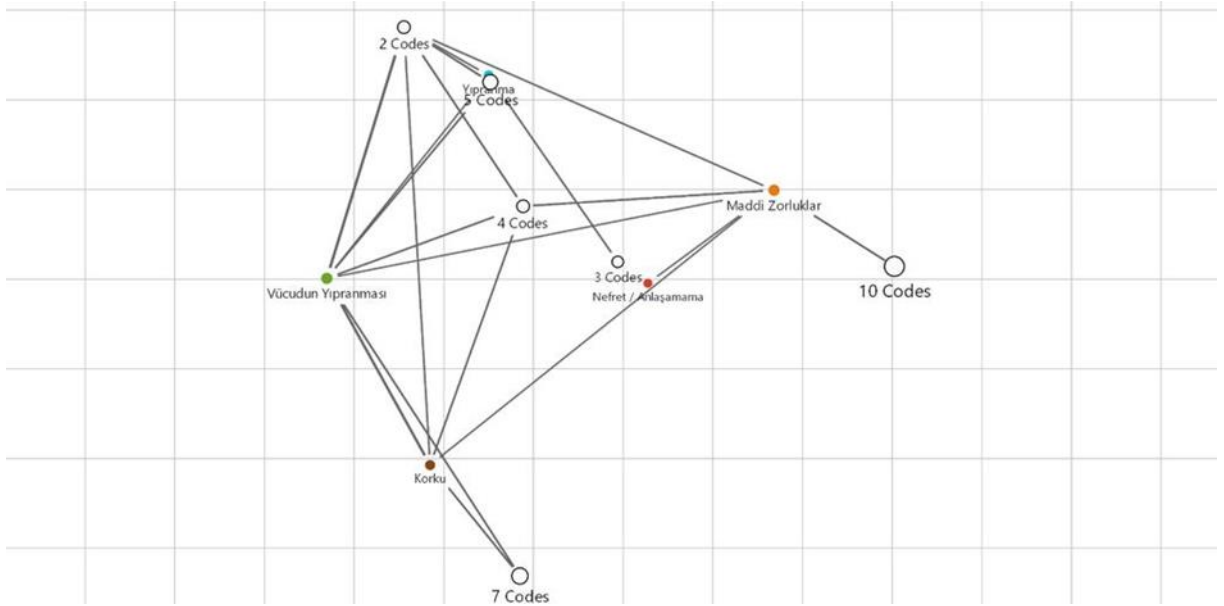 2 Codes
Yıpranma
5 Codes
Maddi Zorluklar
4 Codes
3 Codes
10 Codes
Vücudun Yıpranması
Nefret / Anlaşamama
Korku
7 Codes